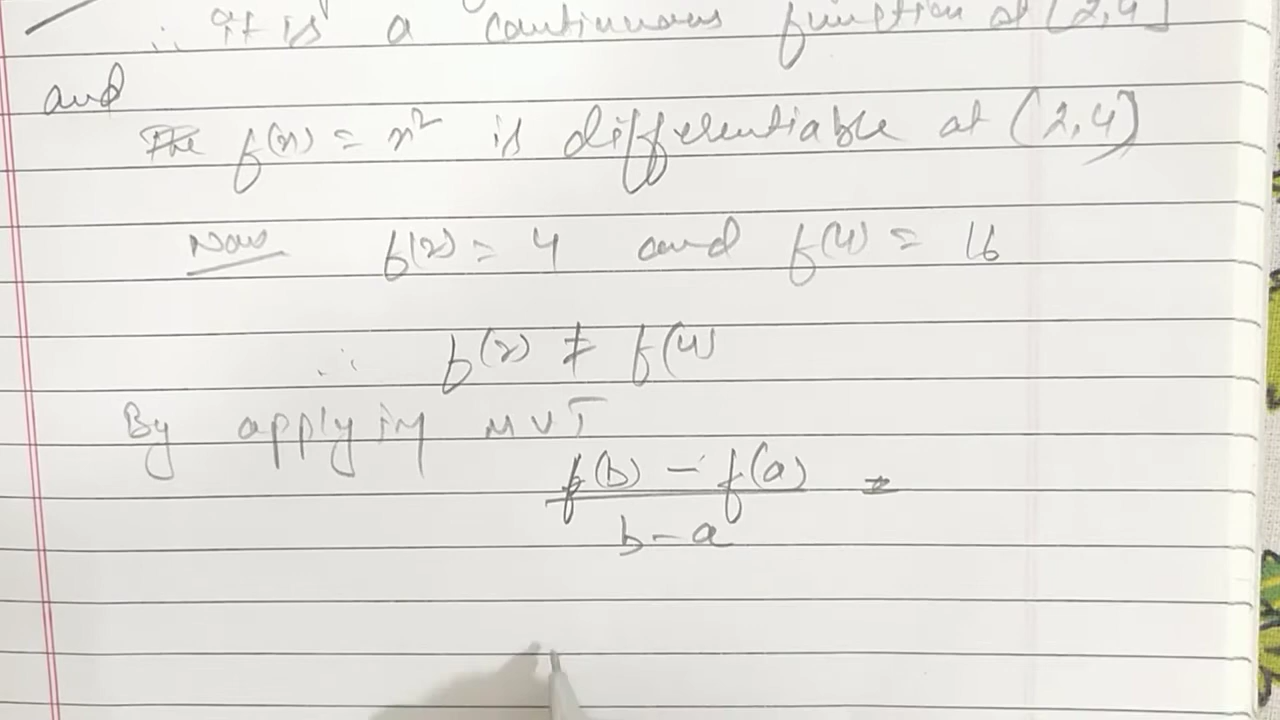 ∴ It is a continuous function at [2,4]
and
The f(x) = x² is differentiable at (2,4)
Now f(2) = 4 and f(4) = 16
∴ f(2) ≠ f(4)
By applying MVT
f(b) - f(a) =
b - a